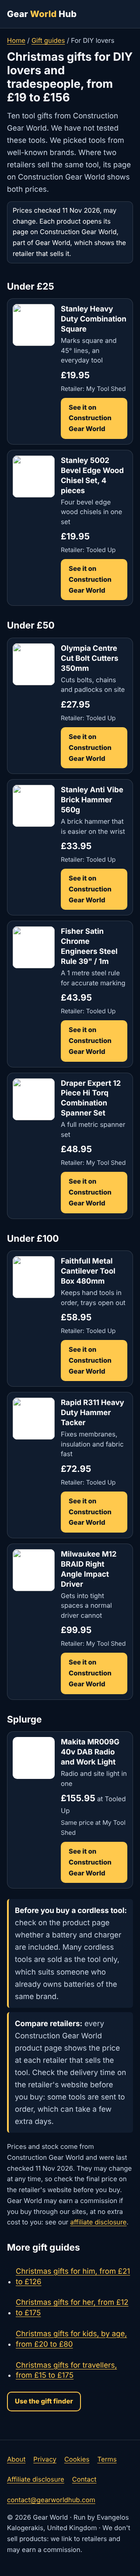 Gear World Hub
Home / Gift guides / For DIY lovers
Christmas gifts for DIY
lovers and
tradespeople, from
£19 to £156
Ten tool gifts from Construction
Gear World. We have not tested
these tools. We picked tools from
well-known brands. When two
retailers sell the same tool, its page
on Construction Gear World shows
both prices.
Prices checked 11 Nov 2026, may
change. Each product opens its
page on Construction Gear World,
part of Gear World, which shows the
retailer that sells it.
Under £25
Stanley Heavy
Duty Combination
Square
Marks square and
45° lines, an
everyday tool
£19.95
Retailer: My Tool Shed
See it on
Construction
Gear World
Stanley 5002
Bevel Edge Wood
Chisel Set, 4
pieces
Four bevel edge
wood chisels in one
set
£19.95
Retailer: Tooled Up
See it on
Construction
Gear World
Under £50
Olympia Centre
Cut Bolt Cutters
350mm
Cuts bolts, chains
and padlocks on site
£27.95
Retailer: Tooled Up
See it on
Construction
Gear World
Stanley Anti Vibe
Brick Hammer
560g
A brick hammer that
is easier on the wrist
£33.95
Retailer: Tooled Up
See it on
Construction
Gear World
Fisher Satin
Chrome
Engineers Steel
Rule 39" / 1m
A 1 metre steel rule
for accurate marking
£43.95
Retailer: Tooled Up
See it on
Construction
Gear World
Draper Expert 12
Piece Hi Torq
Combination
Spanner Set
A full metric spanner
set
£48.95
Retailer: My Tool Shed
See it on
Construction
Gear World
Under £100
Faithfull Metal
Cantilever Tool
Box 480mm
Keeps hand tools in
order, trays open out
£58.95
Retailer: Tooled Up
See it on
Construction
Gear World
Rapid R311 Heavy
Duty Hammer
Tacker
Fixes membranes,
insulation and fabric
fast
£72.95
Retailer: Tooled Up
See it on
Construction
Gear World
Milwaukee M12
BRAID Right
Angle Impact
Driver
Gets into tight
spaces a normal
driver cannot
£99.95
Retailer: My Tool Shed
See it on
Construction
Gear World
Splurge
Makita MR009G
40v DAB Radio
and Work Light
Radio and site light in
one
£155.95 at Tooled
Up
Same price at My Tool
Shed
See it on
Construction
Gear World
Before you buy a cordless tool:
check on the product page
whether the battery and charger
are included. Many cordless
tools are sold as the tool only,
which suits someone who
already owns batteries of the
same brand.
Compare retailers: every
Construction Gear World
product page shows the price
at each retailer that sells the
tool. Check the delivery time on
the retailer's website before
you buy: some tools are sent to
order, which can take a few
extra days.
Prices and stock come from
Construction Gear World and were last
checked 11 Nov 2026. They may change
at any time, so check the final price on
the retailer's website before you buy.
Gear World may earn a commission if
you buy through our sites, at no extra
cost to you: see our affiliate disclosure.
More gift guides
• Christmas gifts for him, from £21
to £126
• Christmas gifts for her, from £12
to £175
• Christmas gifts for kids, by age,
from £20 to £80
• Christmas gifts for travellers,
from £15 to £175
Use the gift finder
About Privacy Cookies Terms
Affiliate disclosure Contact
contact@gearworldhub.com
© 2026 Gear World · Run by Evangelos
Kalogerakis, United Kingdom · We don't
sell products: we link to retailers and
may earn a commission.